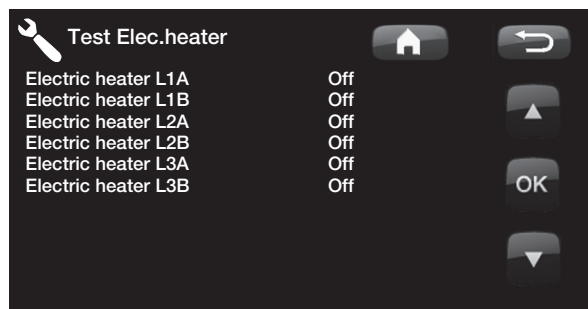 Test Elec.heater
Electric heater L1A Off
Electric heater L1B Off
Electric heater L2A Off
Electric heater L2B Off
Electric heater L3A Off
Electric heater L3B Off
OK